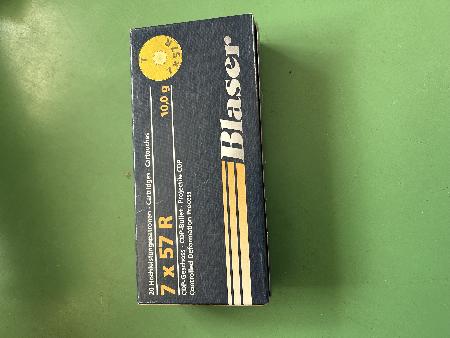 20 Hochleistungspatronen · Cartridges · Cartouches
7 x 57 R
10,0 g
CDP-Geschoss · CDP-Bullet · Projectile CDP
Controlled Deformation Process
Blaser